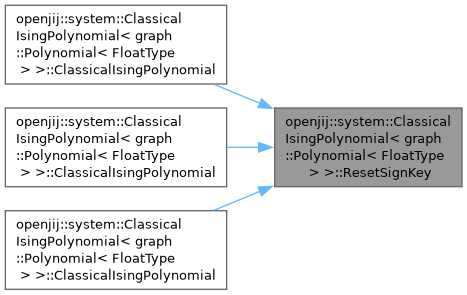 openjij::system::Classical
IsingPolynomial< graph
::Polynomial< FloatType
> >::ClassicalIsingPolynomial
openjij::system::Classical
IsingPolynomial< graph
::Polynomial< FloatType
> >::ClassicalIsingPolynomial
openjij::system::Classical
IsingPolynomial< graph
::Polynomial< FloatType
> >::ResetSignKey
openjij::system::Classical
IsingPolynomial< graph
::Polynomial< FloatType
> >::ClassicalIsingPolynomial